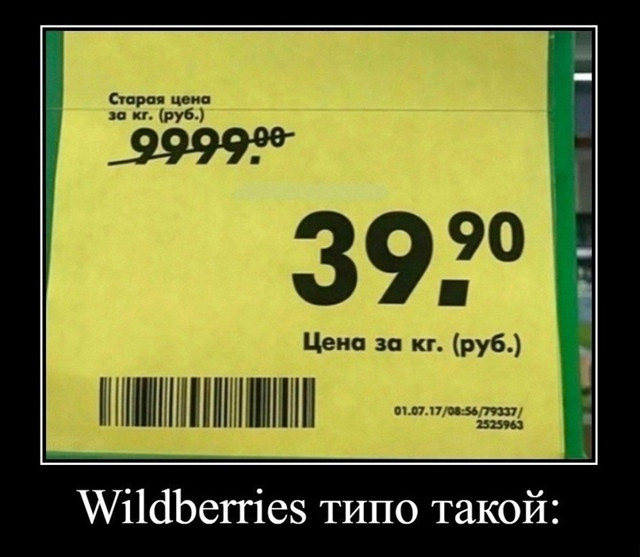 Старая цена
за кг. (руб.)
9999.00
39.90
Цена за кг. (руб.)
01.07.17/08:56/79337/
2525963
Wildberries типо такой: